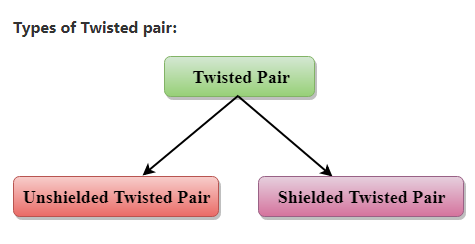 Types of Twisted pair:
Twisted Pair
Unshielded Twisted Pair
Shielded Twisted Pair